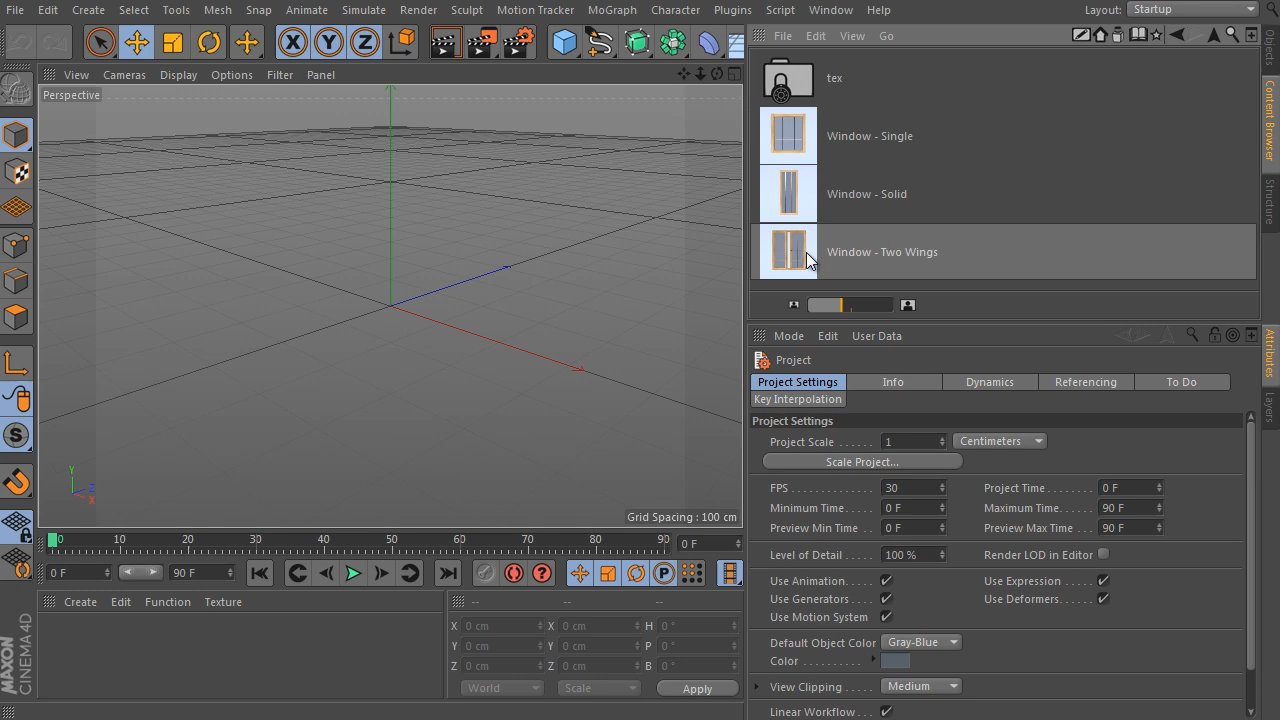 File Edit Create Select Tools Mesh Snap Animate Simulate Render Sculpt Motion Tracker MoGraph Character Plugins Script Window Help Layout: Startup
X Y Z
File Edit View Go
View Cameras Display Options Filter Panel
Perspective
tex
Window - Single
Window - Solid
Window - Two Wings
Objects
Content Browser
Structure
Mode Edit User Data
Attributes
Layers
Project
Project Settings Info Dynamics Referencing To Do
Key Interpolation
Project Settings
Project Scale 1 Centimeters
Scale Project...
FPS 30 Project Time 0 F
Minimum Time 0 F Maximum Time 90 F
Preview Min Time 0 F Preview Max Time 90 F
Level of Detail 100 % Render LOD in Editor
Use Animation Use Expression
Use Generators Use Deformers
Use Motion System
Default Object Color Gray-Blue
Color
View Clipping Medium
Linear Workflow
Y
Z
X
S
Grid Spacing : 100 cm
0 10 20 30 40 50 60 70 80 90 0 F
0 F 90 F P
Create Edit Function Texture
-- -- --
X 0 cm X 0 cm H 0 °
Y 0 cm Y 0 cm P 0 °
Z 0 cm Z 0 cm B 0 °
World Scale Apply
MAXON
CINEMA 4D